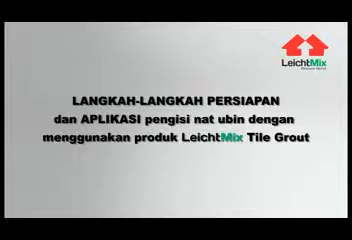 LeichtMix
LANGKAH-LANGKAH PERSIAPAN
dan APLIKASI pengisi nat ubin dengan
menggunakan produk LeichtMix Tile Grout